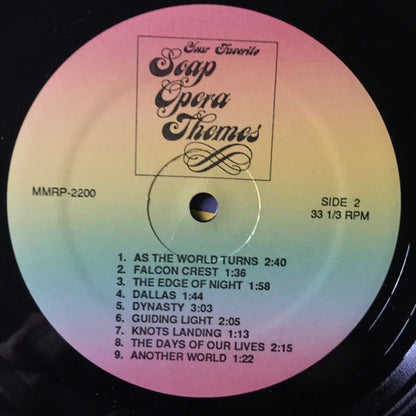 Your Favorite
Soap
Opera
Themes
MMRP-2200
SIDE 2
33 1/3 RPM
1. AS THE WORLD TURNS 2:40
2. FALCON CREST 1:36
3. THE EDGE OF NIGHT 1:58
4. DALLAS 1:44
5. DYNASTY 3:03
6. GUIDING LIGHT 2:05
7. KNOTS LANDING 1:13
8. THE DAYS OF OUR LIVES 2:15
9. ANOTHER WORLD 1:22